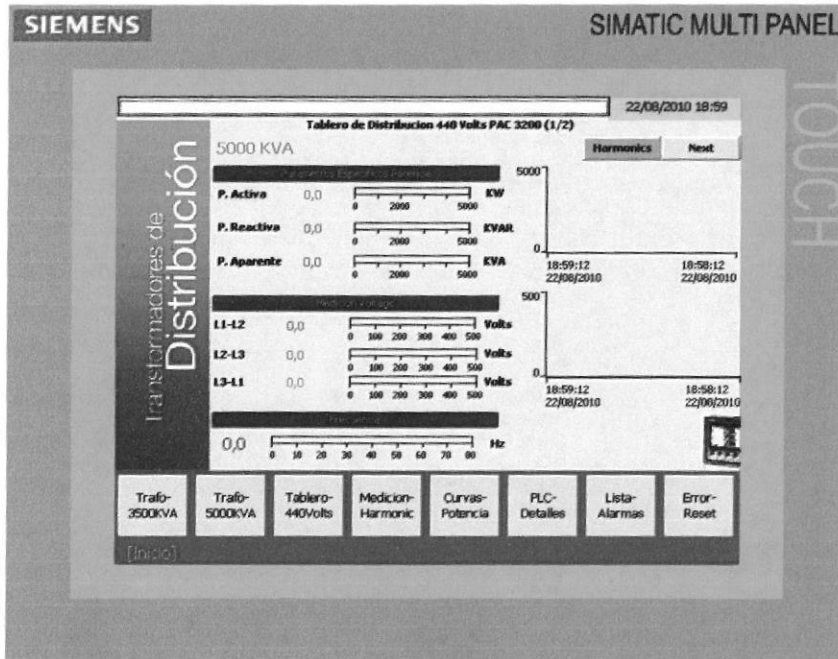 SIEMENS
SIMATIC MULTI PANEL
TOUCH
22/08/2010 18:59
Tablero de Distribucion 440 Volts PAC 3200 (1/2)
Transformadores de
Distribución
5000 KVA
Harmonics
Next
P. Activa 0,0 KW
0 2000 5000
P. Reactiva 0,0 KVAR
0 2000 5000
P. Aparente 0,0 KVA
0 2000 5000
5000
0
18:59:12 18:58:12
22/08/2010 22/08/2010
L1-L2 0,0 Volts
0 100 200 300 400 500
L2-L3 0,0 Volts
0 100 200 300 400 500
L3-L1 0,0 Volts
0 100 200 300 400 500
500
0
18:59:12 18:58:12
22/08/2010 22/08/2010
0,0 Hz
0 10 20 30 40 50 60 70 80
Trafo-
3500KVA
Trafo-
5000KVA
Tablero-
440Volts
Medicion-
Harmonic
Curvas-
Potencia
PLC-
Detalles
Lista-
Alarmas
Error-
Reset
[Inicio]